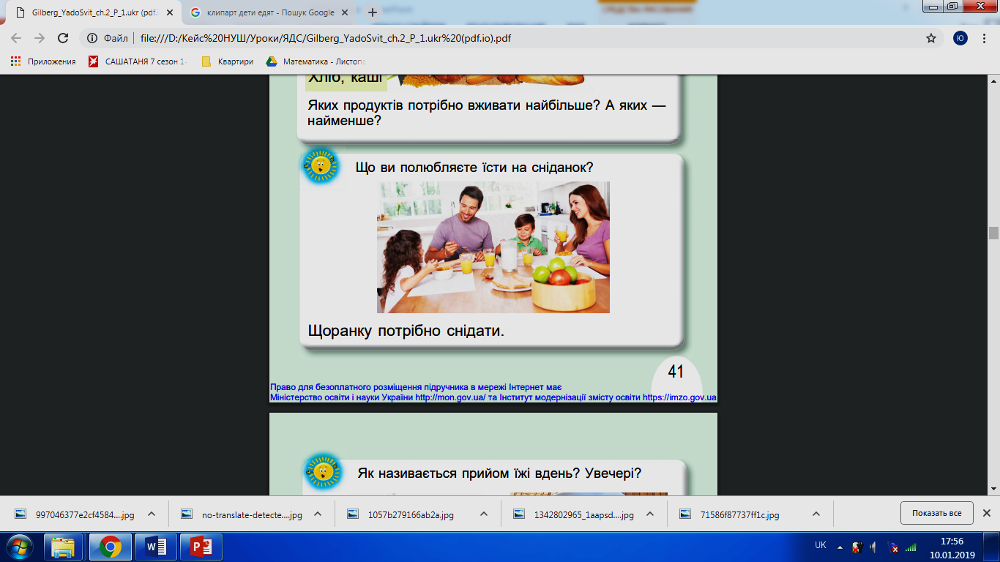 Gilberg_YadoSvit_ch.2_P_1.ukr (pdf.
клипарт дети едят - Пошук Google
Файл
file:///D:/Кейс%20НУШ/Уроки/ЯДС/Gilberg_YadoSvit_ch.2_P_1.ukr%20(pdf.io).pdf
Ю
Приложения
САШАТАНЯ 7 сезон 1-
Квартири
Математика - Листопа
Хліб, каші
Яких продуктів потрібно вживати найбільше? А яких —
найменше?
Що ви полюбляєте їсти на сніданок?
Щоранку потрібно снідати.
41
Право для безоплатного розміщення підручника в мережі Інтернет має
Міністерство освіти і науки України http://mon.gov.ua/ та Інститут модернізації змісту освіти https://imzo.gov.ua
Як називається прийом їжі вдень? Увечері?
997046377e2cf4584....jpg
no-translate-detecte....jpg
1057b279166ab2a.jpg
1342802965_1aapsd....jpg
71586f87737ff1c.jpg
Показать все
UK
17:56
10.01.2019